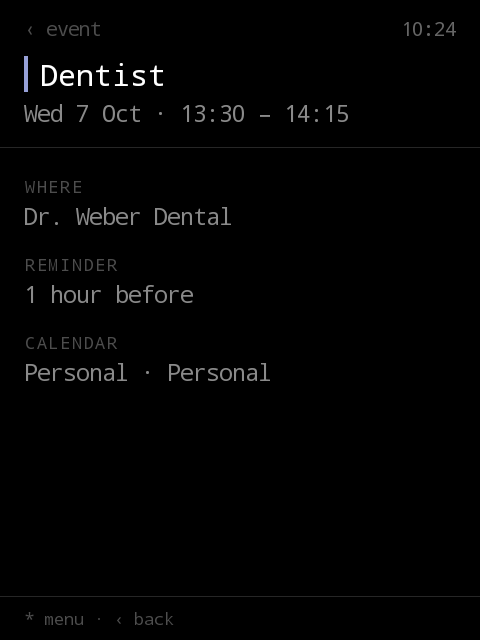 ‹ event 10:24
Dentist
Wed 7 Oct · 13:30 – 14:15
WHERE
Dr. Weber Dental
REMINDER
1 hour before
CALENDAR
Personal · Personal
* menu · ‹ back